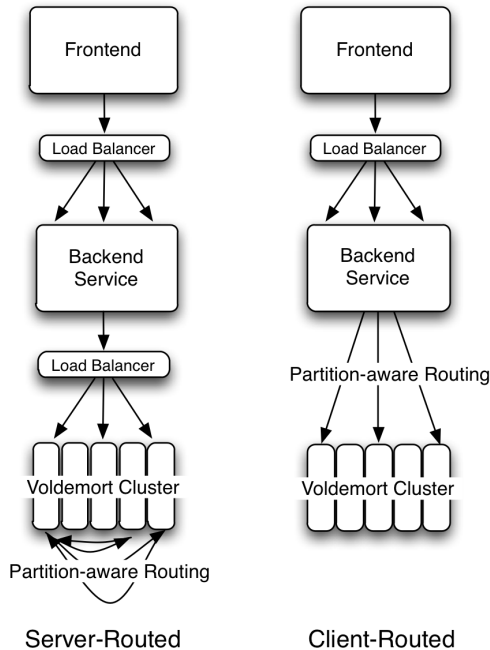 Frontend
Load Balancer
Backend
Service
Load Balancer
Voldemort Cluster
Partition-aware Routing
Server-Routed
Frontend
Load Balancer
Backend
Service
Partition-aware Routing
Voldemort Cluster
Client-Routed